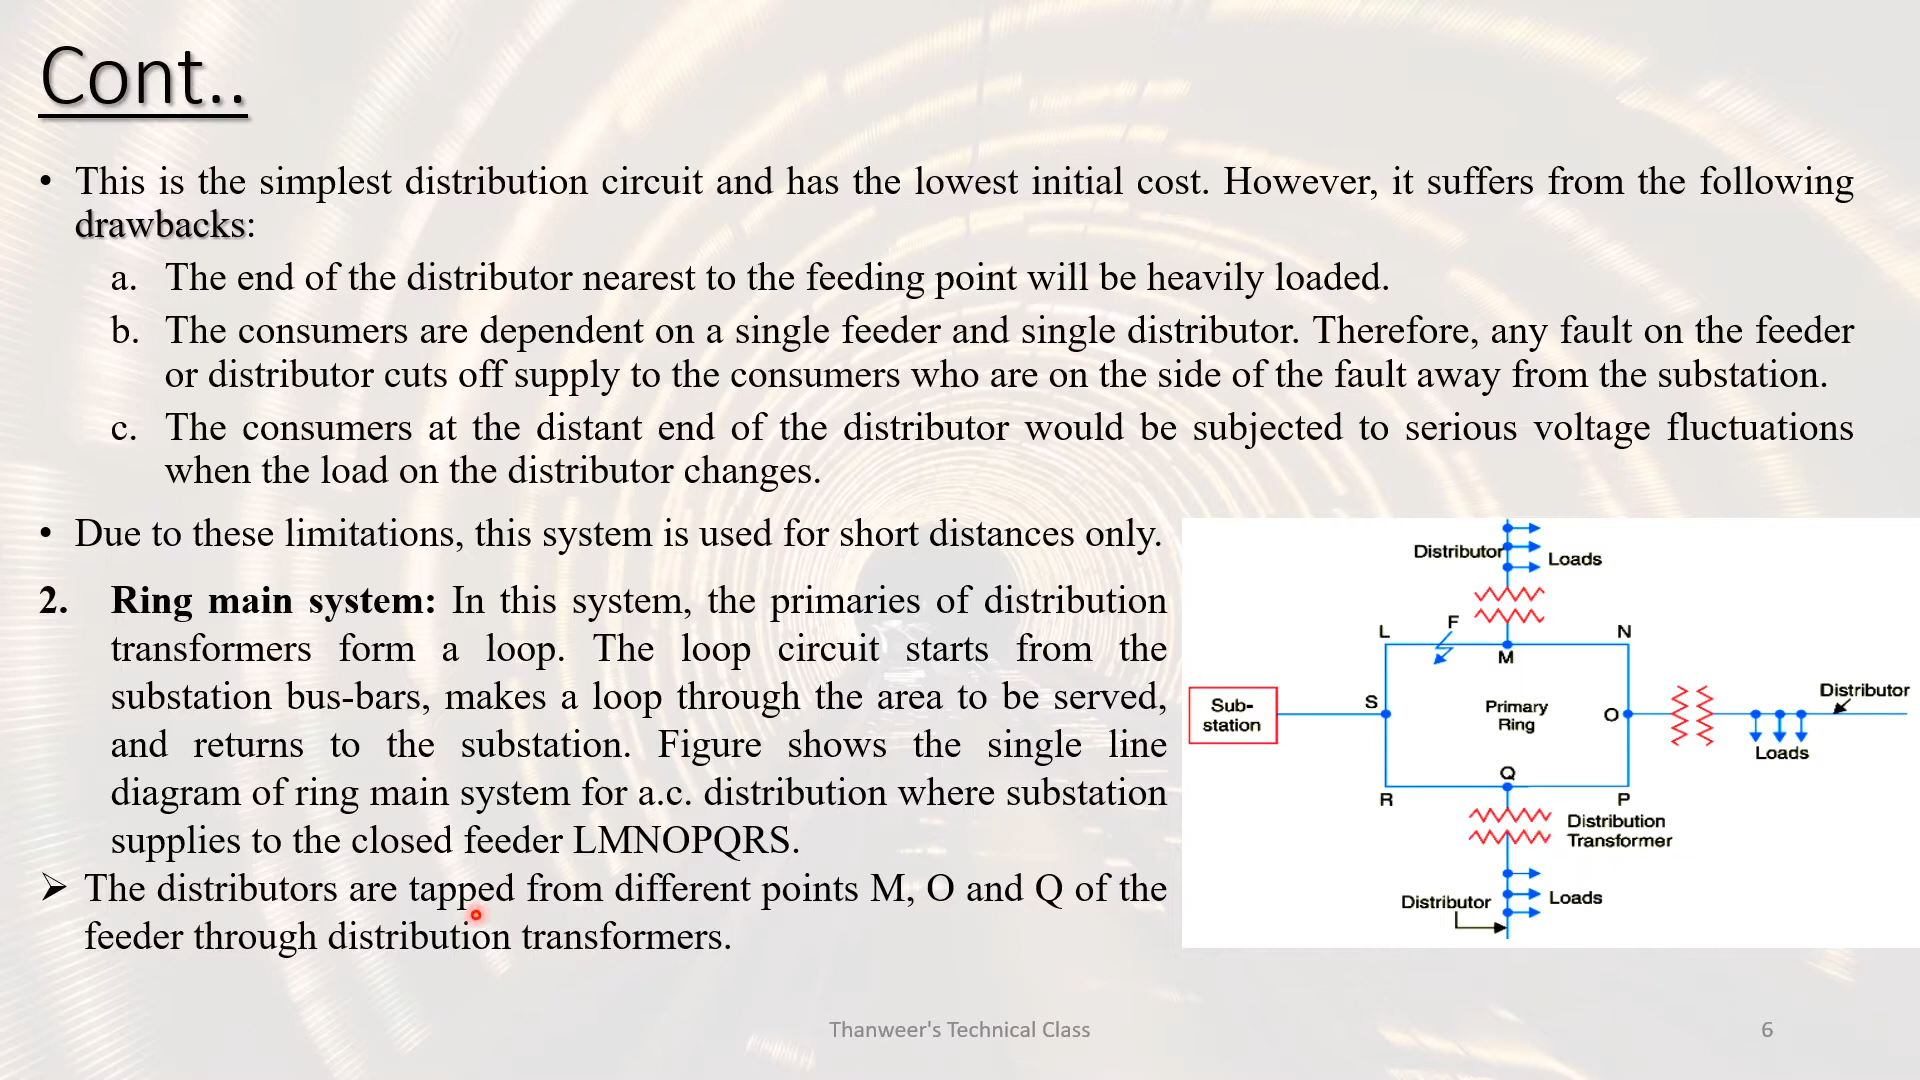 Cont..
• This is the simplest distribution circuit and has the lowest initial cost. However, it suffers from the following
drawbacks:
a. The end of the distributor nearest to the feeding point will be heavily loaded.
b. The consumers are dependent on a single feeder and single distributor. Therefore, any fault on the feeder
or distributor cuts off supply to the consumers who are on the side of the fault away from the substation.
c. The consumers at the distant end of the distributor would be subjected to serious voltage fluctuations
when the load on the distributor changes.
• Due to these limitations, this system is used for short distances only.
2. Ring main system: In this system, the primaries of distribution
transformers form a loop. The loop circuit starts from the
substation bus-bars, makes a loop through the area to be served,
and returns to the substation. Figure shows the single line
diagram of ring main system for a.c. distribution where substation
supplies to the closed feeder LMNOPQRS.
➢ The distributors are tapped from different points M, O and Q of the
feeder through distribution transformers.
Distributor
Loads
L
F
N
M
Sub-
station
S
Primary
Ring
O
Distributor
Loads
Q
R
P
Distribution
Transformer
Distributor
Loads
Thanweer's Technical Class
6